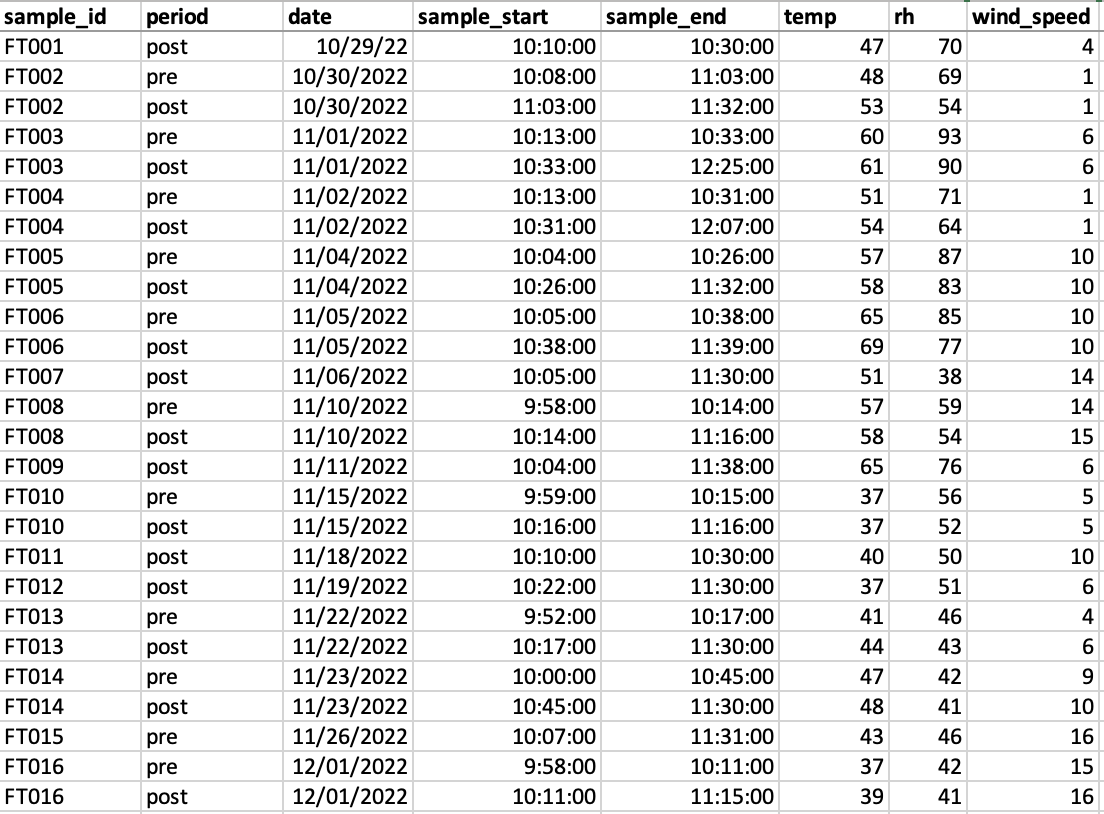 sample_id period date sample_start sample_end temp rh wind_speed
FT001 post 10/29/22 10:10:00 10:30:00 47 70 4
FT002 pre 10/30/2022 10:08:00 11:03:00 48 69 1
FT002 post 10/30/2022 11:03:00 11:32:00 53 54 1
FT003 pre 11/01/2022 10:13:00 10:33:00 60 93 6
FT003 post 11/01/2022 10:33:00 12:25:00 61 90 6
FT004 pre 11/02/2022 10:13:00 10:31:00 51 71 1
FT004 post 11/02/2022 10:31:00 12:07:00 54 64 1
FT005 pre 11/04/2022 10:04:00 10:26:00 57 87 10
FT005 post 11/04/2022 10:26:00 11:32:00 58 83 10
FT006 pre 11/05/2022 10:05:00 10:38:00 65 85 10
FT006 post 11/05/2022 10:38:00 11:39:00 69 77 10
FT007 post 11/06/2022 10:05:00 11:30:00 51 38 14
FT008 pre 11/10/2022 9:58:00 10:14:00 57 59 14
FT008 post 11/10/2022 10:14:00 11:16:00 58 54 15
FT009 post 11/11/2022 10:04:00 11:38:00 65 76 6
FT010 pre 11/15/2022 9:59:00 10:15:00 37 56 5
FT010 post 11/15/2022 10:16:00 11:16:00 37 52 5
FT011 post 11/18/2022 10:10:00 10:30:00 40 50 10
FT012 post 11/19/2022 10:22:00 11:30:00 37 51 6
FT013 pre 11/22/2022 9:52:00 10:17:00 41 46 4
FT013 post 11/22/2022 10:17:00 11:30:00 44 43 6
FT014 pre 11/23/2022 10:00:00 10:45:00 47 42 9
FT014 post 11/23/2022 10:45:00 11:30:00 48 41 10
FT015 pre 11/26/2022 10:07:00 11:31:00 43 46 16
FT016 pre 12/01/2022 9:58:00 10:11:00 37 42 15
FT016 post 12/01/2022 10:11:00 11:15:00 39 41 16